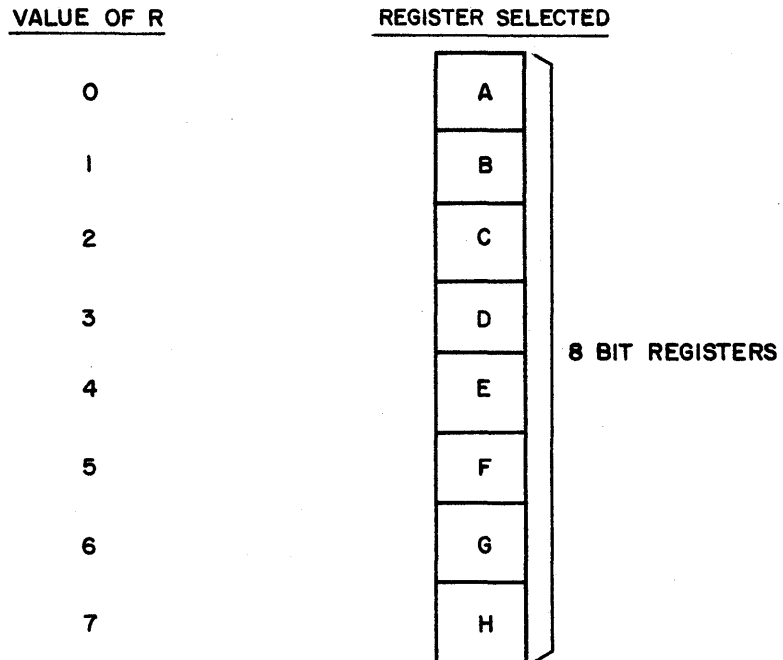 VALUE OF R REGISTER SELECTED
0 A
1 B
2 C
3 D
8 BIT REGISTERS
4 E
5 F
6 G
7 H